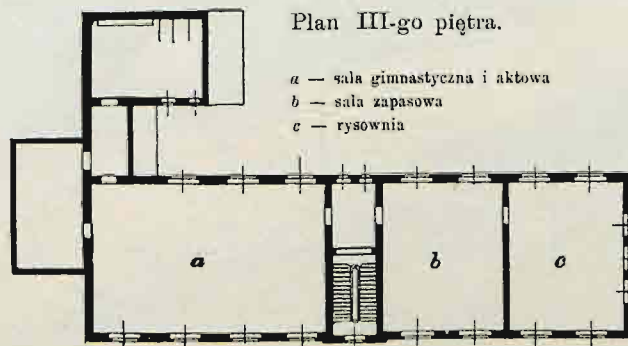 Plan III-go piętra.
a — sala gimnastyczna i aktowa
b — sala zapasowa
c — rysownia
a
b
c